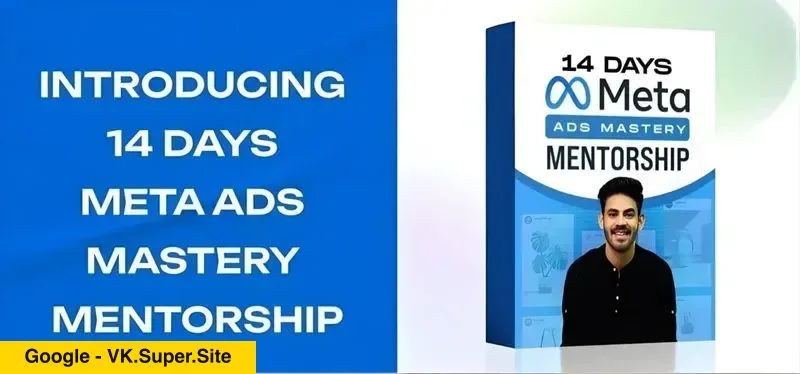 INTRODUCING
14 DAYS
META ADS
MASTERY
MENTORSHIP
Google - VK.Super.Site
14 DAYS
Meta
ADS MASTERY
MENTORSHIP